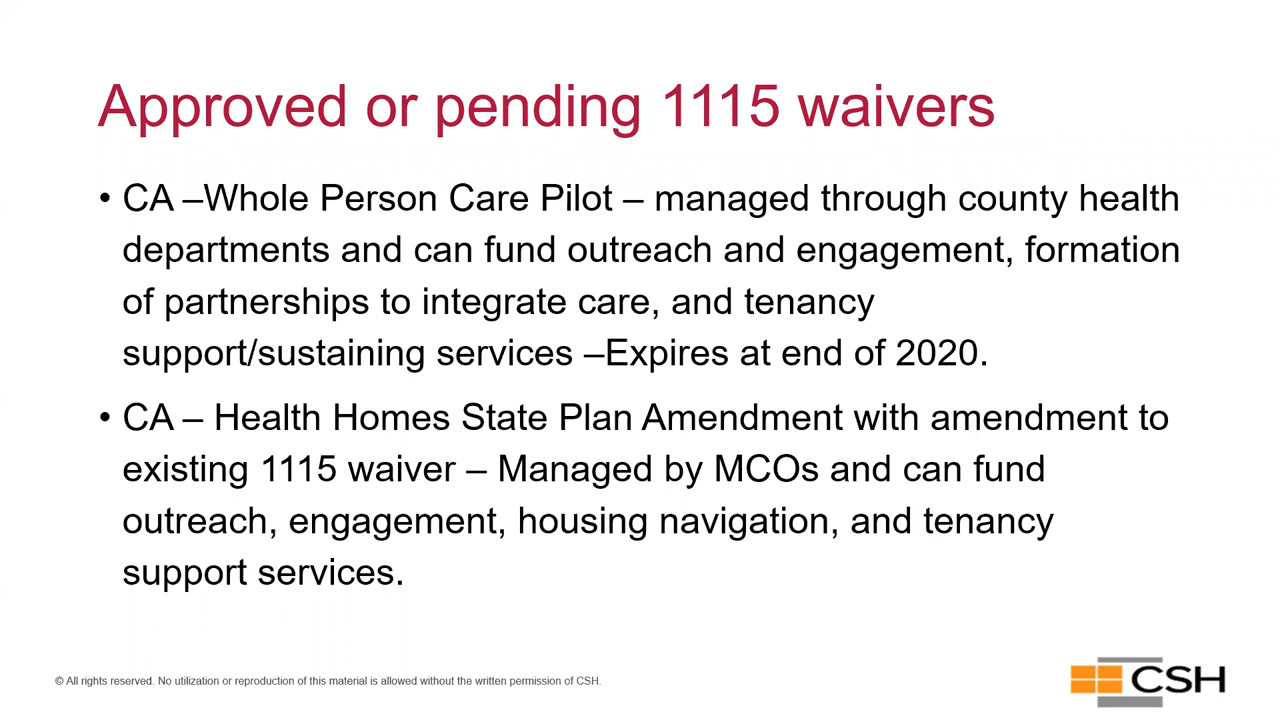 Approved or pending 1115 waivers
• CA –Whole Person Care Pilot – managed through county health
departments and can fund outreach and engagement, formation
of partnerships to integrate care, and tenancy
support/sustaining services –Expires at end of 2020.
• CA – Health Homes State Plan Amendment with amendment to
existing 1115 waiver – Managed by MCOs and can fund
outreach, engagement, housing navigation, and tenancy
support services.
© All rights reserved. No utilization or reproduction of this material is allowed without the written permission of CSH.
CSH